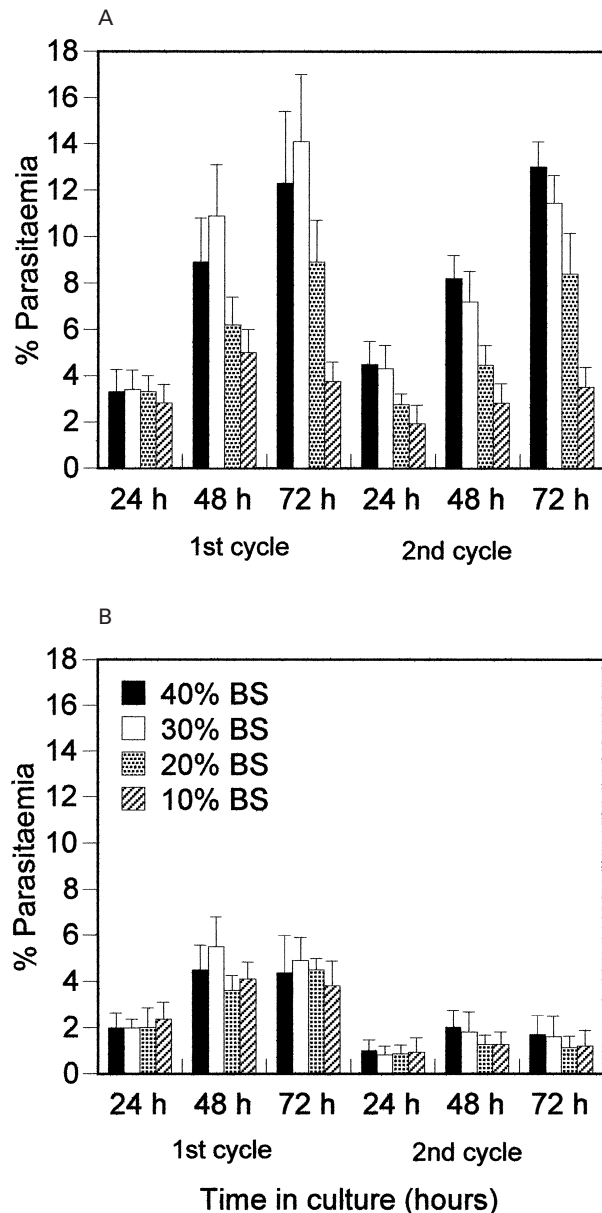 A
18
16
14
12
10
8
6
4
2
0
% Parasitaemia
24 h 48 h 72 h 24 h 48 h 72 h
1st cycle 2nd cycle
B
18
16
14
12
10
8
6
4
2
0
% Parasitaemia
40% BS
30% BS
20% BS
10% BS
24 h 48 h 72 h 24 h 48 h 72 h
1st cycle 2nd cycle
Time in culture (hours)